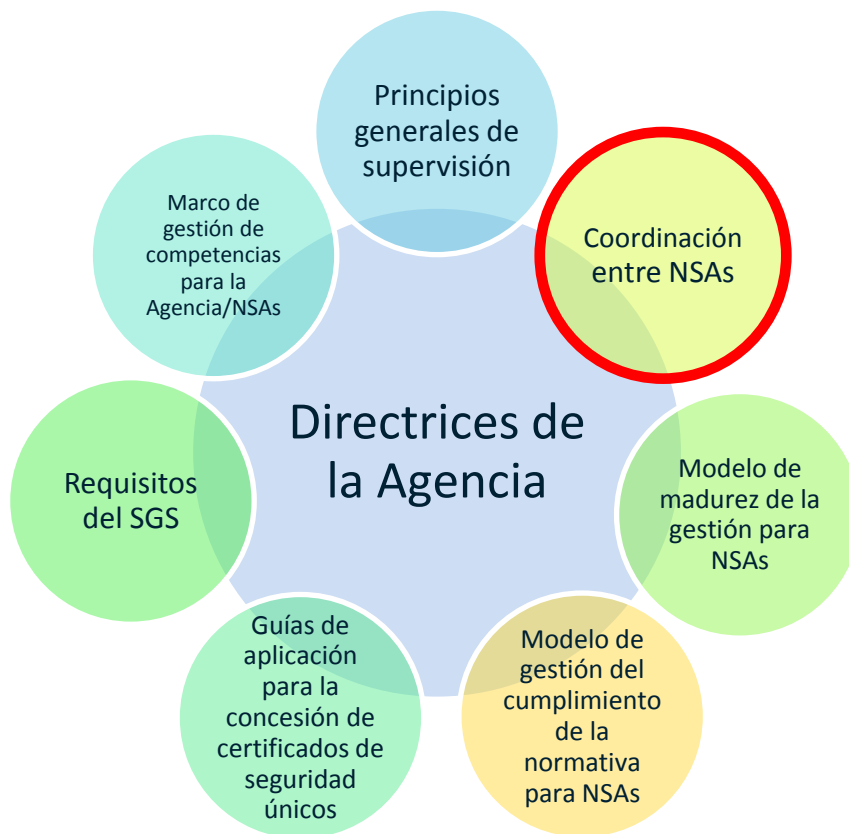 Principios
generales de
supervisión
Coordinación
entre NSAs
Marco de
gestión de
competencias
para la
Agencia/NSAs
Directrices de
la Agencia
Requisitos
del SGS
Modelo de
madurez de la
gestión para
NSAs
Guías de
aplicación
para la
concesión de
certificados de
seguridad
únicos
Modelo de
gestión del
cumplimiento
de la
normativa
para NSAs